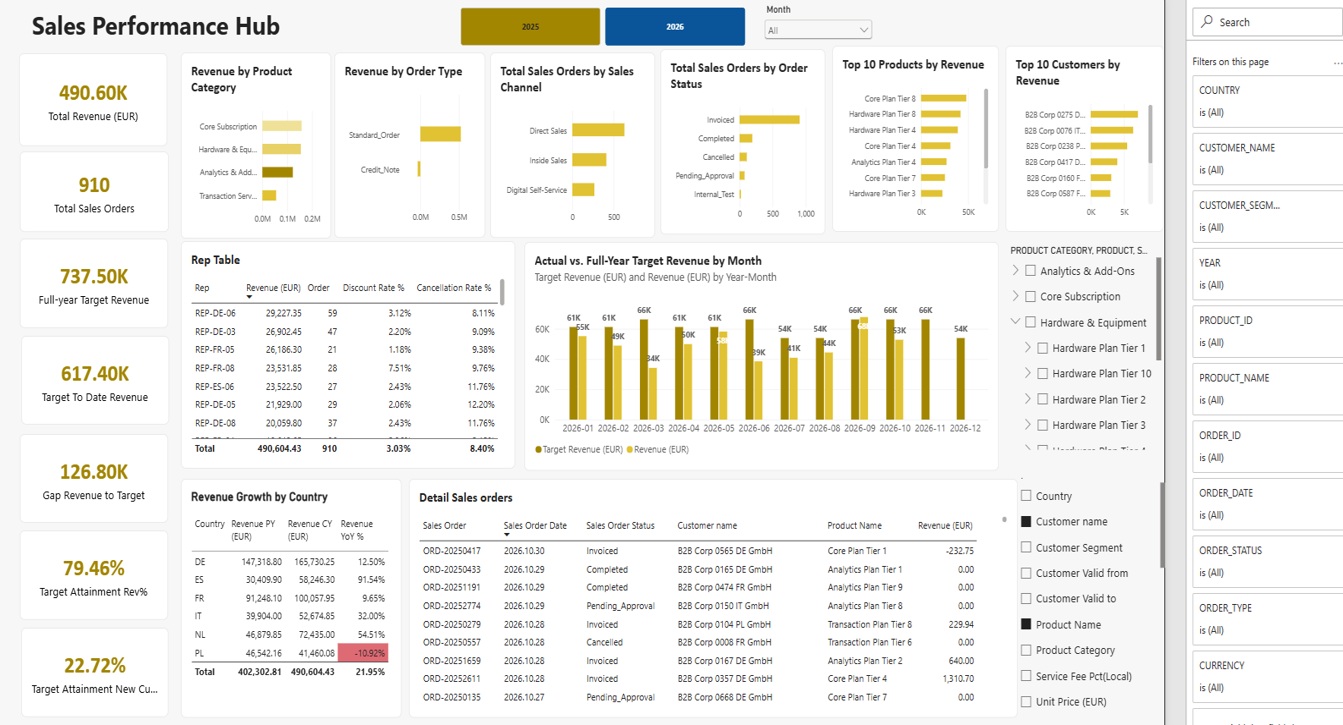 Sales Performance Hub
2025
2026
Month
All
490.60K
Total Revenue (EUR)
910
Total Sales Orders
737.50K
Full-year Target Revenue
617.40K
Target To Date Revenue
126.80K
Gap Revenue to Target
79.46%
Target Attainment Rev%
22.72%
Target Attainment New Cu...
Revenue by Product
Category
Core Subscription
Hardware & Equ...
Analytics & Add...
Transaction Serv...
0.0M 0.1M 0.2M
Revenue by Order Type
Standard_Order
Credit_Note
0.0M 0.5M
Total Sales Orders by Sales
Channel
Direct Sales
Inside Sales
Digital Self-Service
0 500
Total Sales Orders by Order
Status
Invoiced
Completed
Cancelled
Pending_Approval
Internal_Test
0 500 1,000
Top 10 Products by Revenue
Core Plan Tier 8
Hardware Plan Tier 8
Hardware Plan Tier 4
Core Plan Tier 4
Analytics Plan Tier 4
Core Plan Tier 7
Hardware Plan Tier 3
0K 50K
Top 10 Customers by
Revenue
B2B Corp 0275 D...
B2B Corp 0076 IT...
B2B Corp 0238 P...
B2B Corp 0417 D...
B2B Corp 0160 F...
B2B Corp 0587 F...
0K 5K
Rep Table
Rep Revenue (EUR) Order Discount Rate % Cancellation Rate %
REP-DE-06 29,227.35 59 3.12% 8.11%
REP-DE-03 26,902.45 47 2.20% 9.09%
REP-FR-05 26,186.30 21 1.18% 9.38%
REP-FR-08 23,531.85 28 7.51% 9.76%
REP-ES-06 23,522.50 27 2.43% 11.76%
REP-DE-05 21,929.00 29 2.06% 12.20%
REP-DE-08 20,059.80 37 2.43% 11.76%
Total 490,604.43 910 3.03% 8.40%
Actual vs. Full-Year Target Revenue by Month
Target Revenue (EUR) and Revenue (EUR) by Year-Month
60K
40K
20K
0K
61K 55K 61K 49K 66K 34K 61K 50K 61K 66K 39K 54K 41K 54K 44K 66K 66K 53K 66K 54K
2026-01 2026-02 2026-03 2026-04 2026-05 2026-06 2026-07 2026-08 2026-09 2026-10 2026-11 2026-12
Target Revenue (EUR) Revenue (EUR)
PRODUCT CATEGORY, PRODUCT, S...
Analytics & Add-Ons
Core Subscription
Hardware & Equipment
Hardware Plan Tier 1
Hardware Plan Tier 10
Hardware Plan Tier 2
Hardware Plan Tier 3
Revenue Growth by Country
Country Revenue PY (EUR) Revenue CY (EUR) Revenue YoY %
DE 147,318.80 165,730.25 12.50%
ES 30,409.90 58,246.30 91.54%
FR 91,248.10 100,057.95 9.65%
IT 39,904.00 52,674.85 32.00%
NL 46,879.85 72,435.00 54.51%
PL 46,542.16 41,460.08 -10.92%
Total 402,302.81 490,604.43 21.95%
Detail Sales orders
Sales Order Sales Order Date Sales Order Status Customer name Product Name Revenue (EUR)
ORD-20250417 2026.10.30 Invoiced B2B Corp 0565 DE GmbH Core Plan Tier 1 -232.75
ORD-20250433 2026.10.29 Completed B2B Corp 0165 DE GmbH Analytics Plan Tier 1 0.00
ORD-20251191 2026.10.29 Completed B2B Corp 0474 FR GmbH Analytics Plan Tier 9 0.00
ORD-20252774 2026.10.29 Pending_Approval B2B Corp 0150 IT GmbH Analytics Plan Tier 8 0.00
ORD-20250279 2026.10.28 Invoiced B2B Corp 0104 PL GmbH Transaction Plan Tier 8 229.94
ORD-20250557 2026.10.28 Cancelled B2B Corp 0008 FR GmbH Transaction Plan Tier 6 0.00
ORD-20251659 2026.10.28 Invoiced B2B Corp 0167 DE GmbH Analytics Plan Tier 2 640.00
ORD-20252611 2026.10.28 Invoiced B2B Corp 0357 DE GmbH Core Plan Tier 4 1,310.70
ORD-20250135 2026.10.27 Pending_Approval B2B Corp 0668 DE GmbH Core Plan Tier 7 0.00
Country
Customer name
Customer Segment
Customer Valid from
Customer Valid to
Product Name
Product Category
Service Fee Pct(Local)
Unit Price (EUR)
Search
Filters on this page
...
COUNTRY
is (All)
CUSTOMER_NAME
is (All)
CUSTOMER_SEGM...
is (All)
YEAR
is (All)
PRODUCT_ID
is (All)
PRODUCT_NAME
is (All)
ORDER_ID
is (All)
ORDER_DATE
is (All)
ORDER_STATUS
is (All)
ORDER_TYPE
is (All)
CURRENCY
is (All)